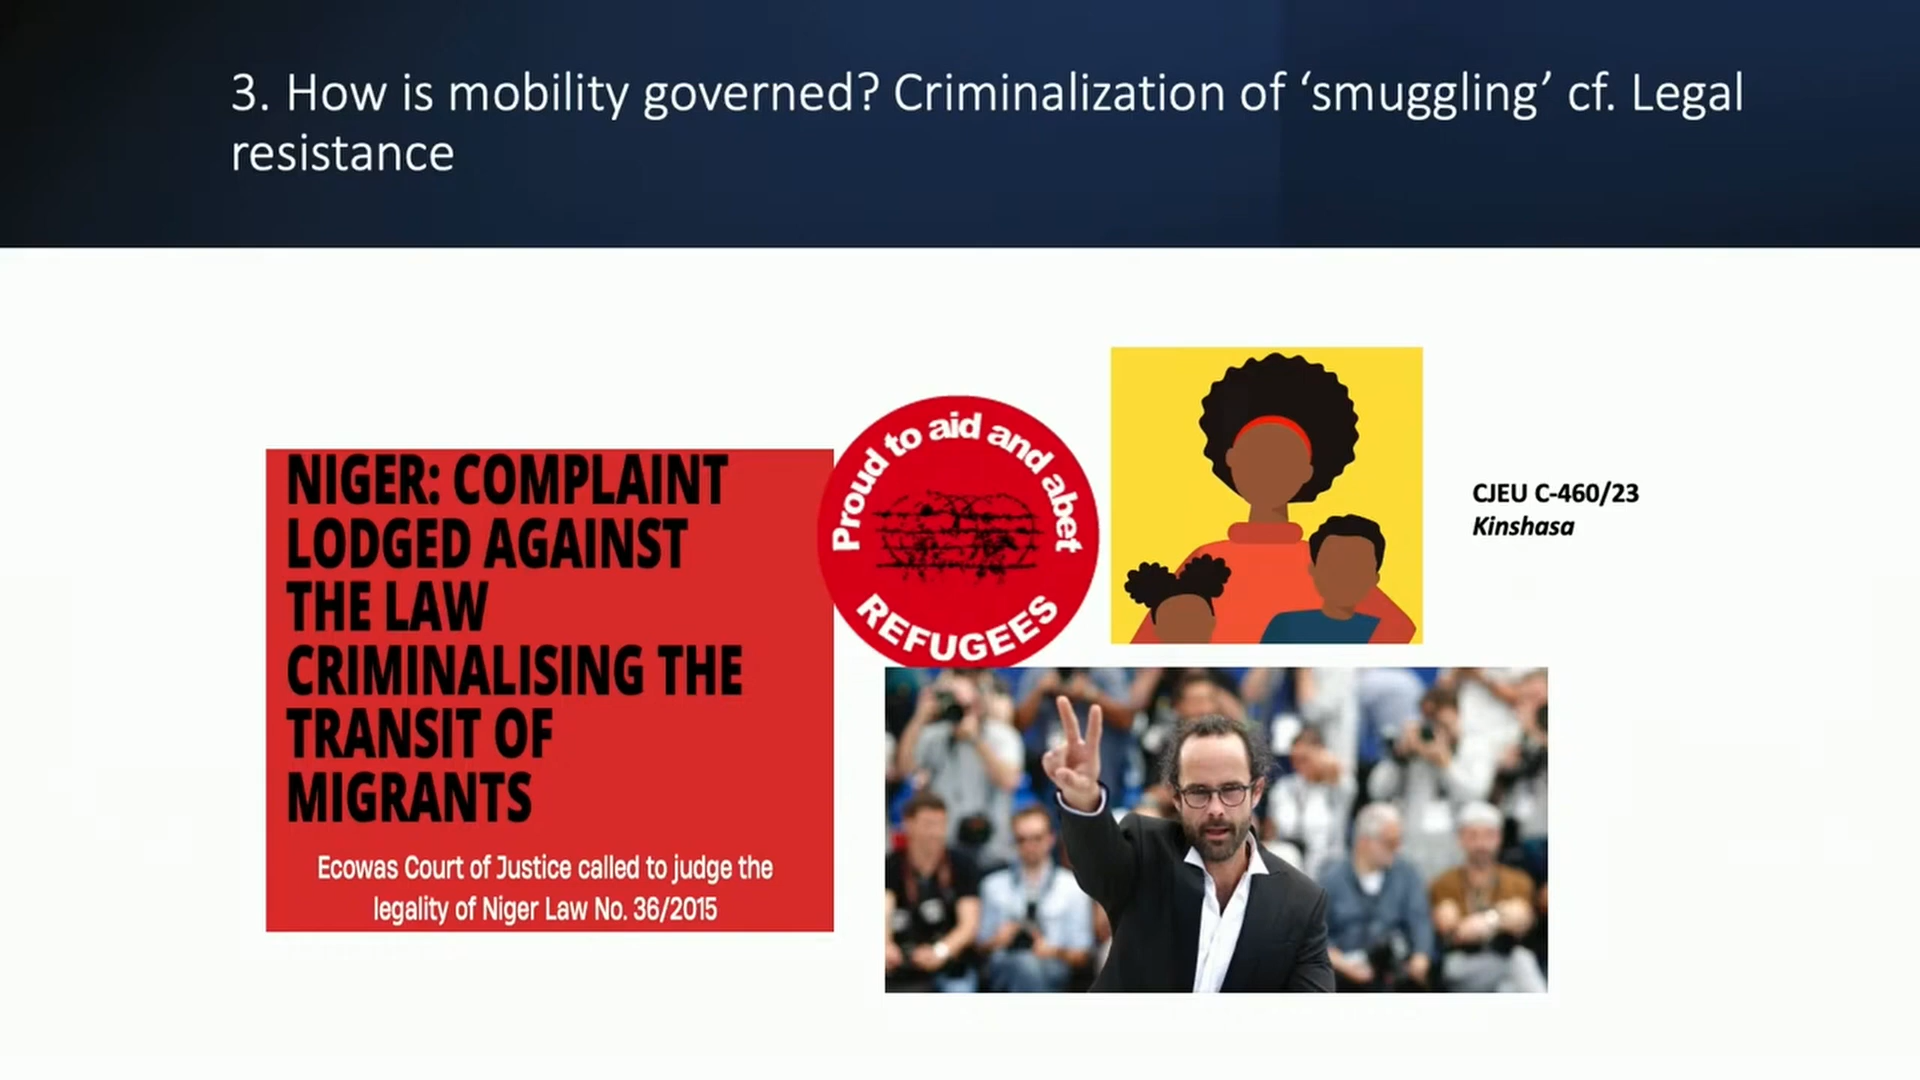 3. How is mobility governed? Criminalization of ‘smuggling’ cf. Legal
resistance
NIGER: COMPLAINT
LODGED AGAINST
THE LAW
CRIMINALISING THE
TRANSIT OF
MIGRANTS
Ecowas Court of Justice called to judge the
legality of Niger Law No. 36/2015
Proud to aid and abet
REFUGEES
CJEU C-460/23
Kinshasa